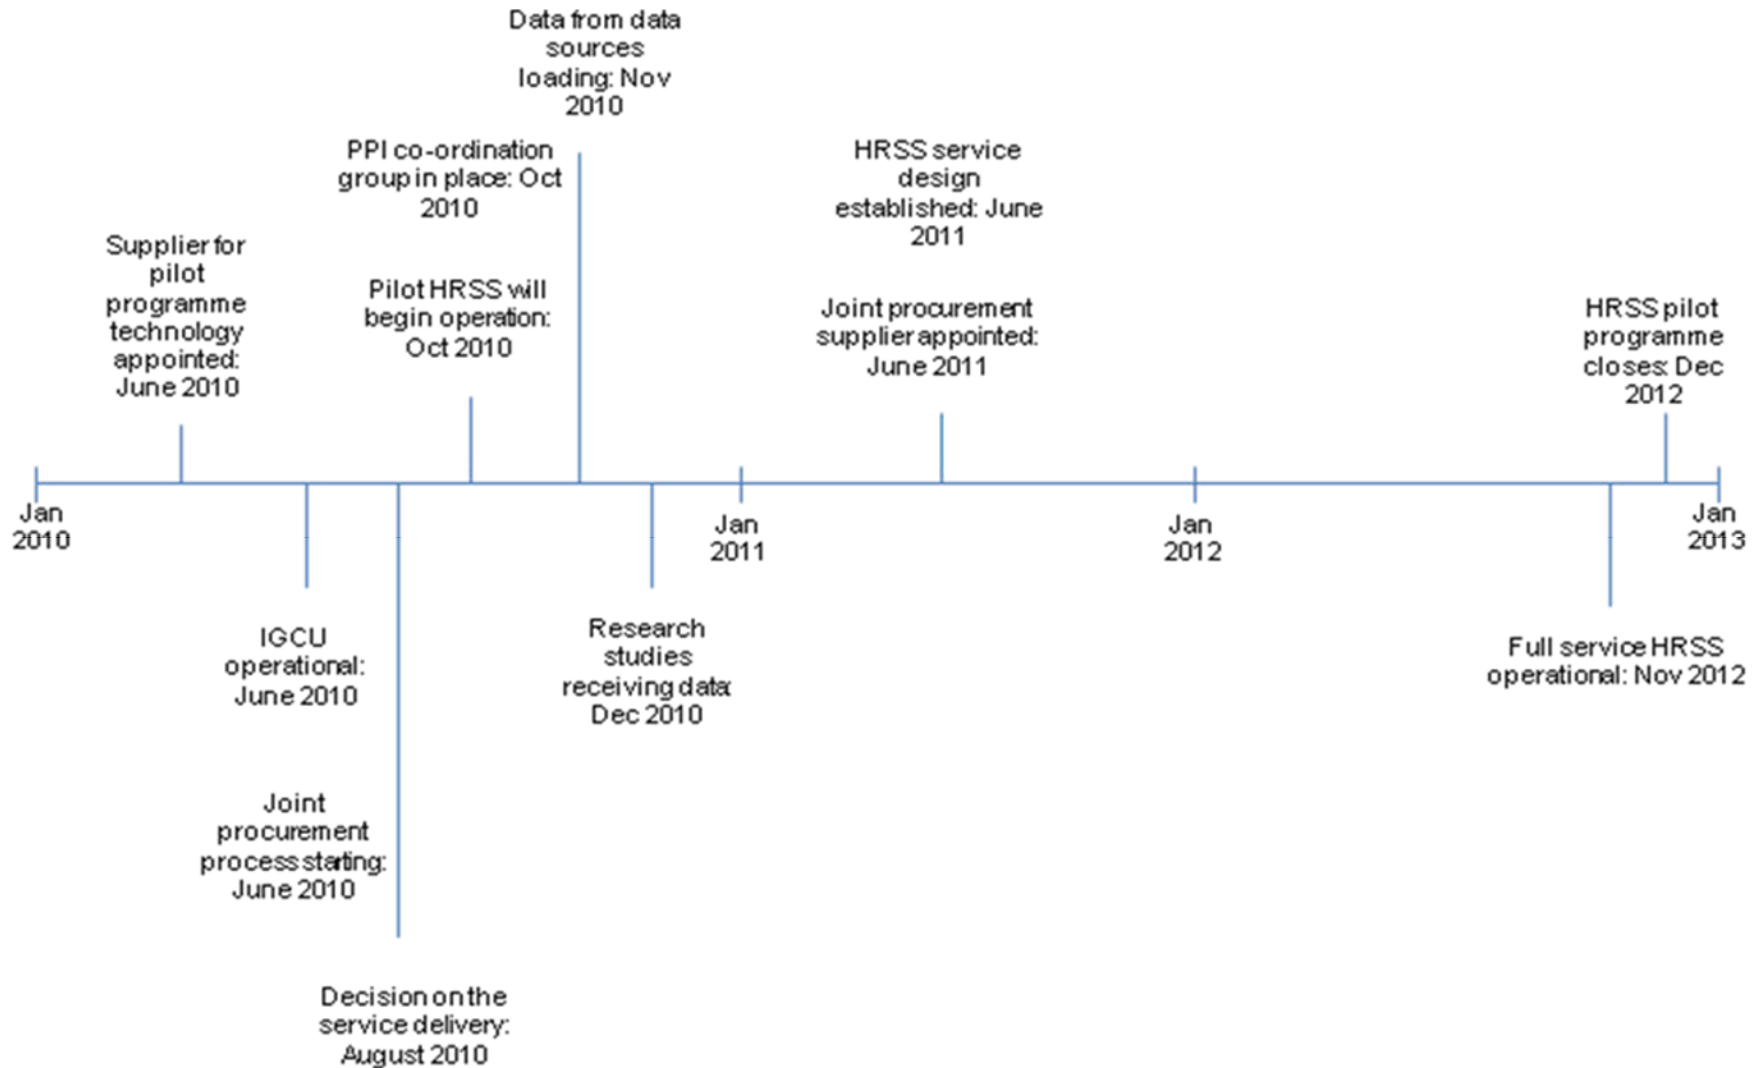 Data from data
sources
loading: Nov
2010
PPI co-ordination
group in place: Oct
2010
HRSS service
design
established: June
2011
Supplier for
pilot
programme
technology
appointed:
June 2010
Pilot HRSS will
begin operation:
Oct 2010
Joint procurement
supplier appointed:
June 2011
HRSS pilot
programme
closes: Dec
2012
Jan
2010
Jan
2011
Jan
2012
Jan
2013
IGCU
operational:
June 2010
Research
studies
receiving data:
Dec 2010
Full service HRSS
operational: Nov 2012
Joint
procurement
process starting:
June 2010
Decision on the
service delivery:
August 2010